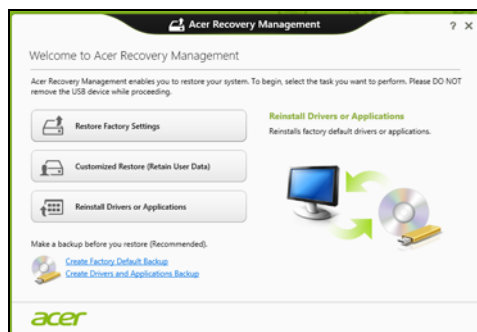 Acer Recovery Management
? ×
Welcome to Acer Recovery Management
Acer Recovery Management enables you to restore your system. To begin, select the task you want to perform. Please DO NOT
remove the USB device while proceeding.
Restore Factory Settings
Customized Restore (Retain User Data)
Reinstall Drivers or Applications
Reinstall Drivers or Applications
Reinstalls factory default drivers or applications.
Make a backup before you restore (Recommended).
Create Factory Default Backup
Create Drivers and Applications Backup
acer